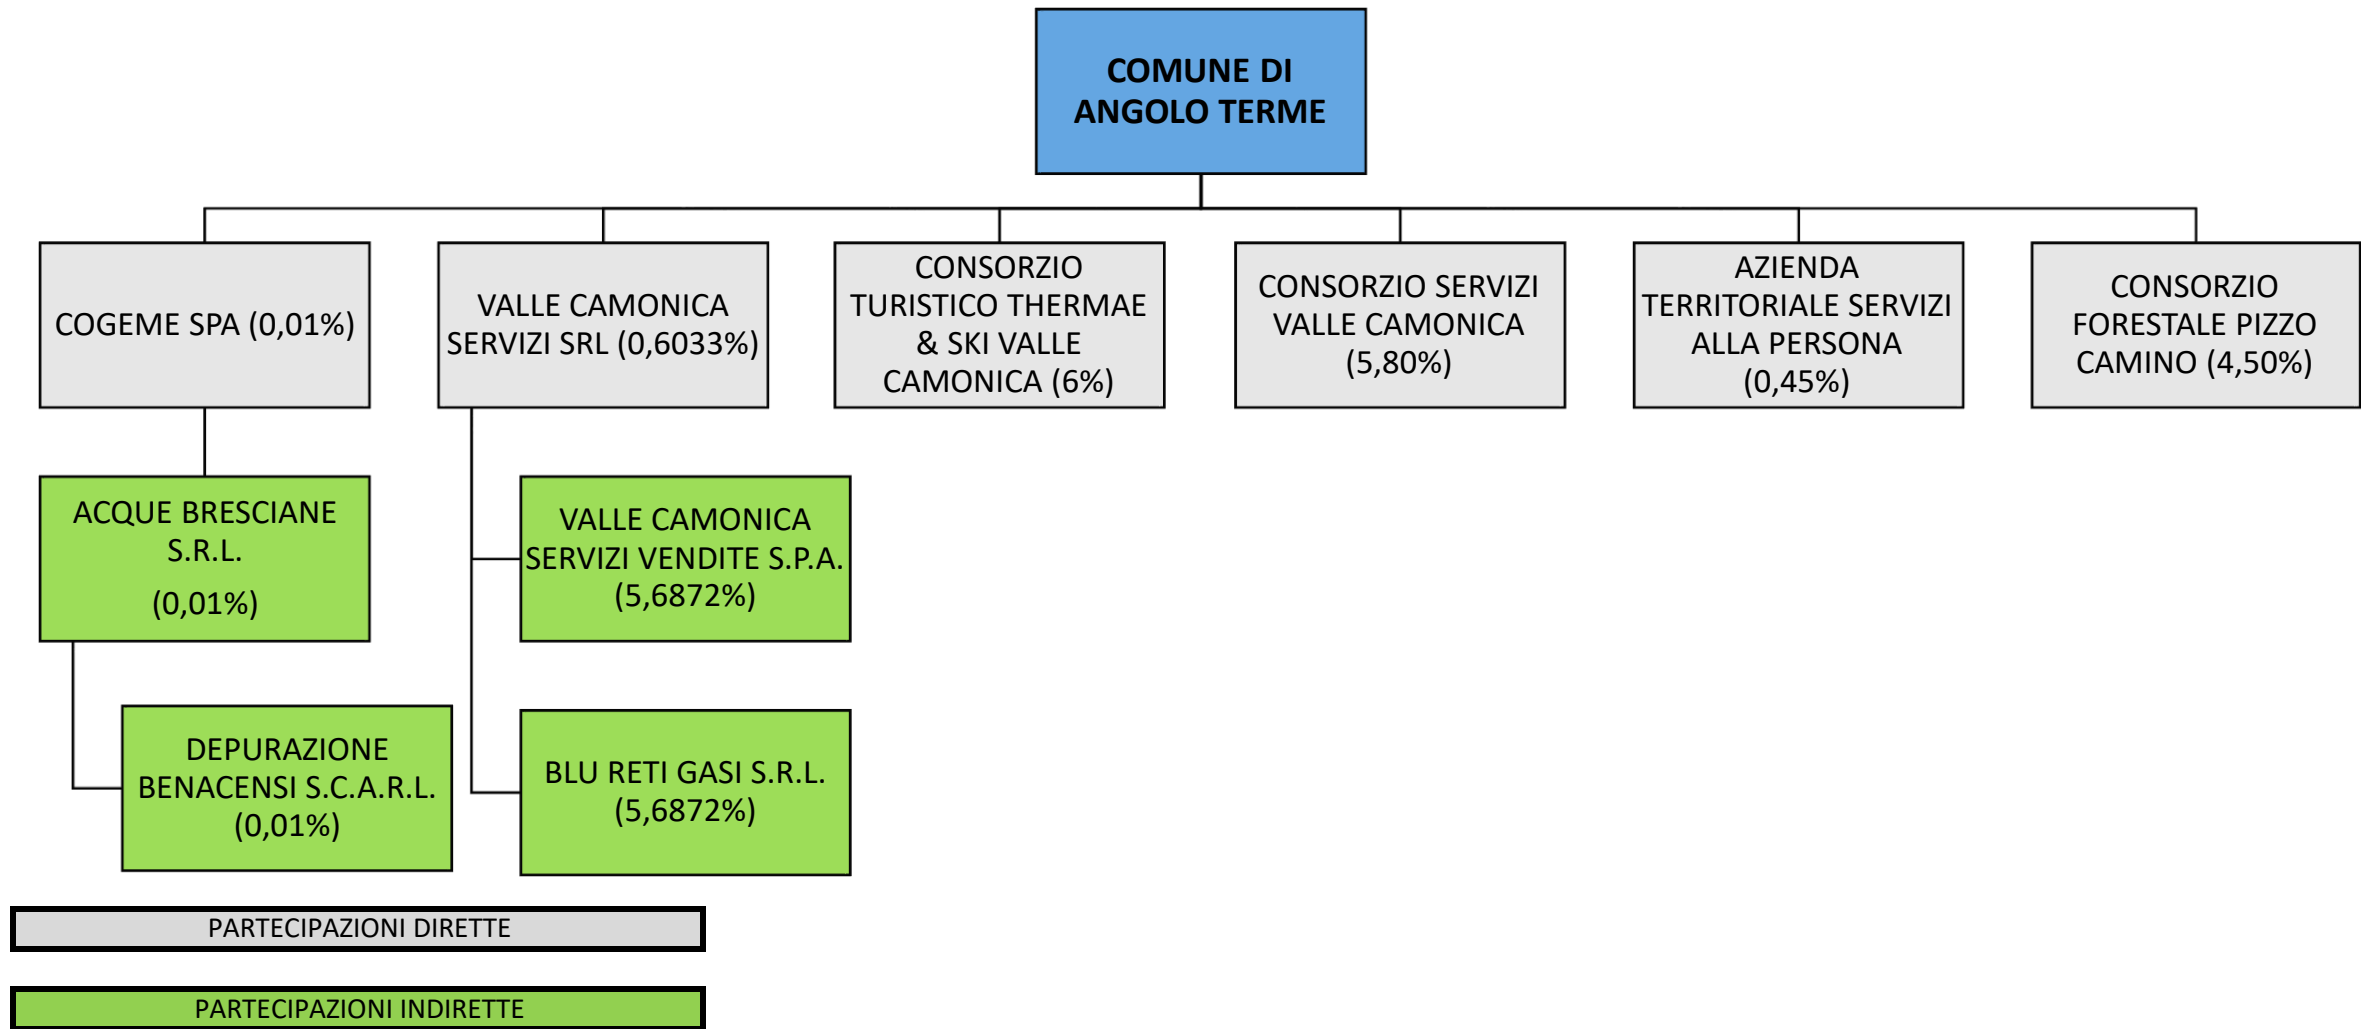 COMUNE DI
ANGOLO TERME
COGEME SPA (0,01%)
VALLE CAMONICA
SERVIZI SRL (0,6033%)
CONSORZIO
TURISTICO THERMAE
& SKI VALLE
CAMONICA (6%)
CONSORZIO SERVIZI
VALLE CAMONICA
(5,80%)
AZIENDA
TERRITORIALE SERVIZI
ALLA PERSONA
(0,45%)
CONSORZIO
FORESTALE PIZZO
CAMINO (4,50%)
ACQUE BRESCIANE
S.R.L.
(0,01%)
VALLE CAMONICA
SERVIZI VENDITE S.P.A.
(5,6872%)
DEPURAZIONE
BENACENSI S.C.A.R.L.
(0,01%)
BLU RETI GASI S.R.L.
(5,6872%)
PARTECIPAZIONI DIRETTE
PARTECIPAZIONI INDIRETTE